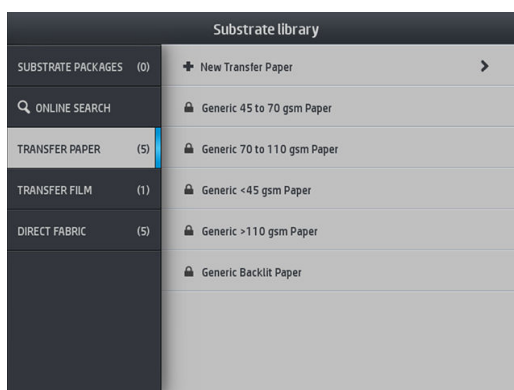 Substrate library
SUBSTRATE PACKAGES (0)
ONLINE SEARCH
TRANSFER PAPER (5)
TRANSFER FILM (1)
DIRECT FABRIC (5)
New Transfer Paper
Generic 45 to 70 gsm Paper
Generic 70 to 110 gsm Paper
Generic <45 gsm Paper
Generic >110 gsm Paper
Generic Backlit Paper